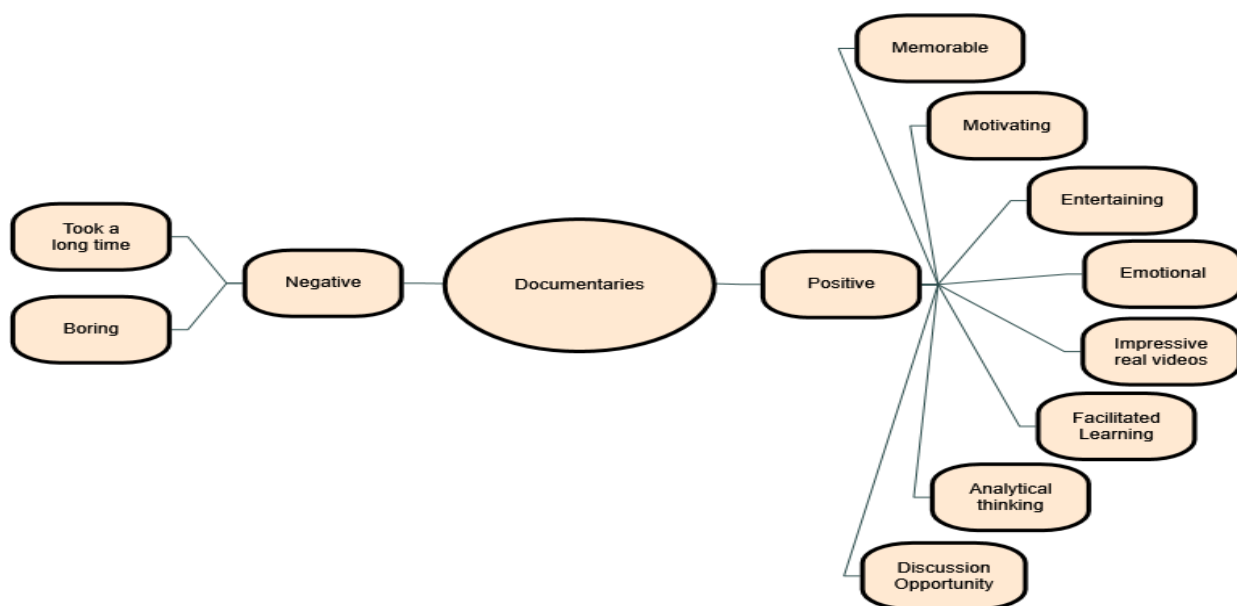 Memorable
Motivating
Entertaining
Took a
long time
Emotional
Negative
Documentaries
Positive
Boring
Impressive
real videos
Facilitated
Learning
Analytical
thinking
Discussion
Opportunity